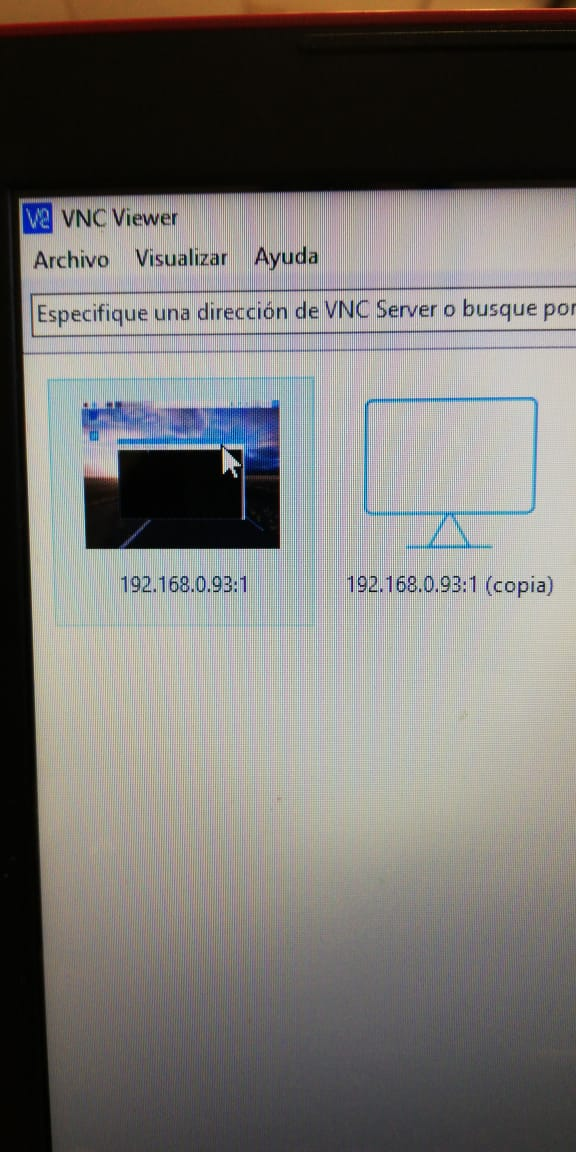 VNC Viewer
Archivo Visualizar Ayuda
Especifique una dirección de VNC Server o busque por
192.168.0.93:1
192.168.0.93:1 (copia)